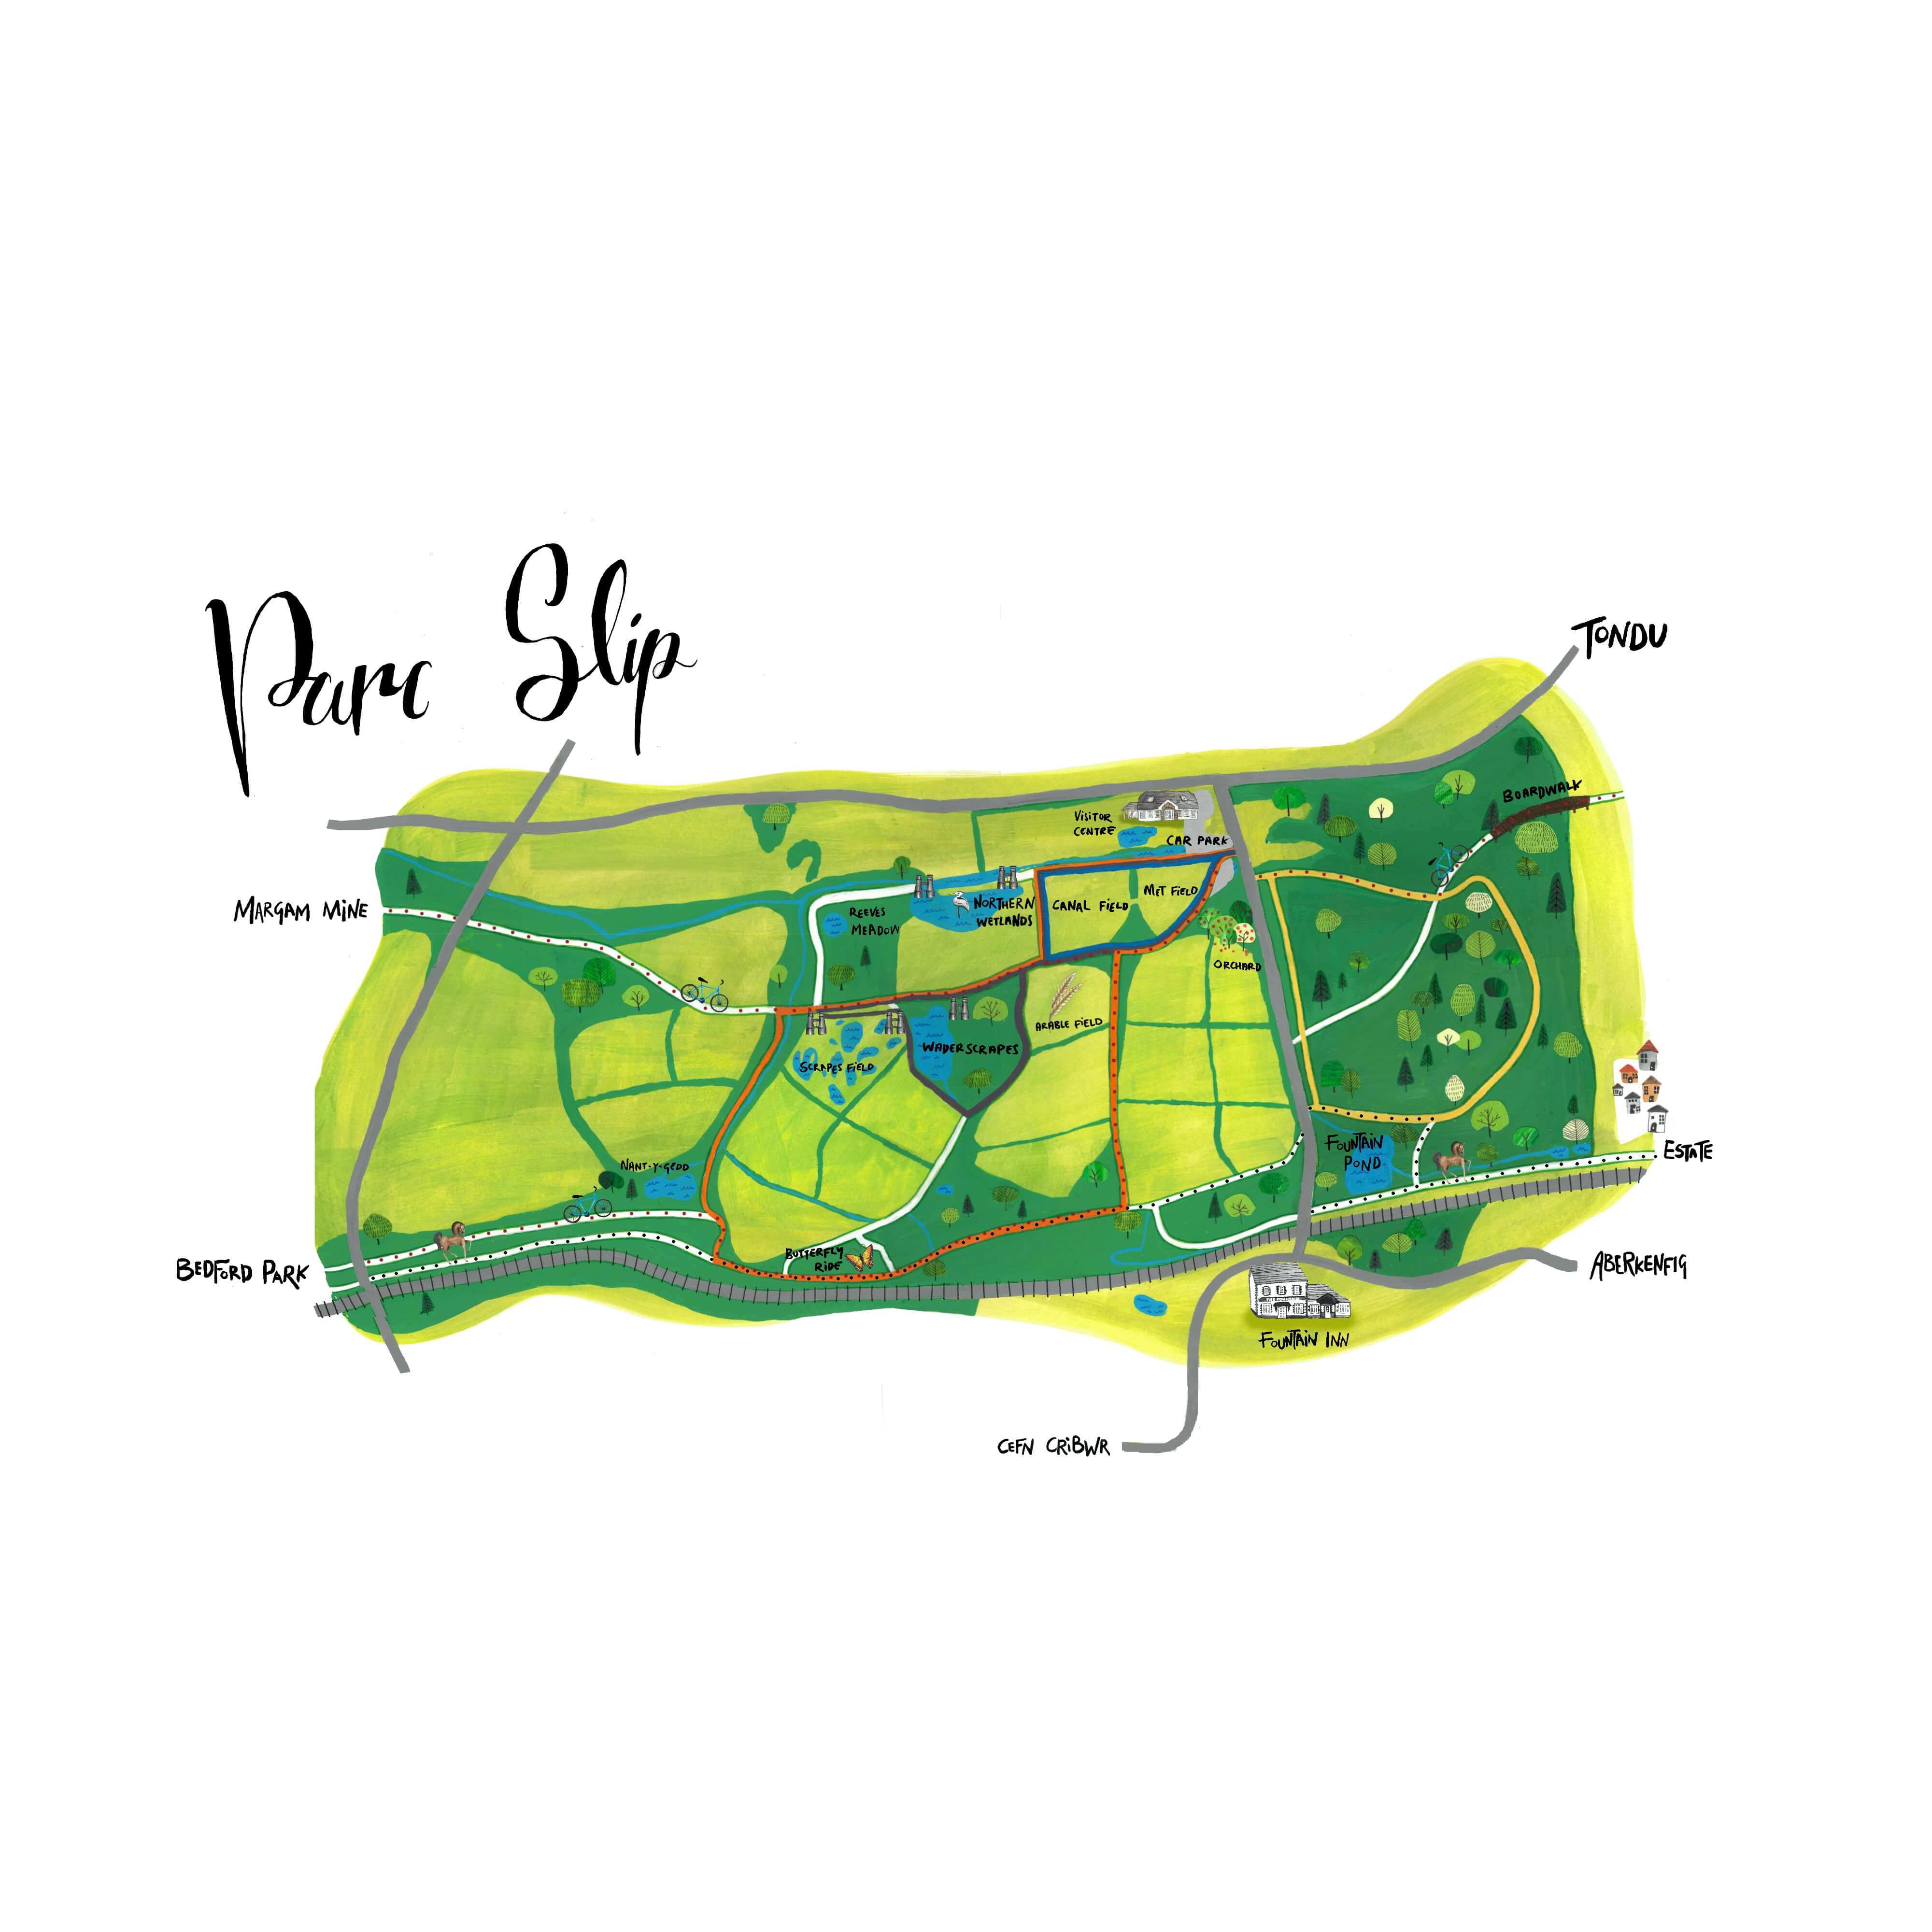 Parc Slip
TONDU
BOARDWALK
VISITOR
CENTRE
CAR PARK
MET FIELD
CANAL FIELD
NORTHERN
WETLANDS
REEVES
MEADOW
MARGAM MINE
ORCHARD
ARABLE FIELD
WADERSCRAPES
SCRAPES FIELD
FOUNTAIN
POND
ESTATE
NANT-Y-GEDD
BUTTERFLY
RIDE
BEDFORD PARK
ABERKENFIG
FOUNTAIN INN
CEFN CRIBWR